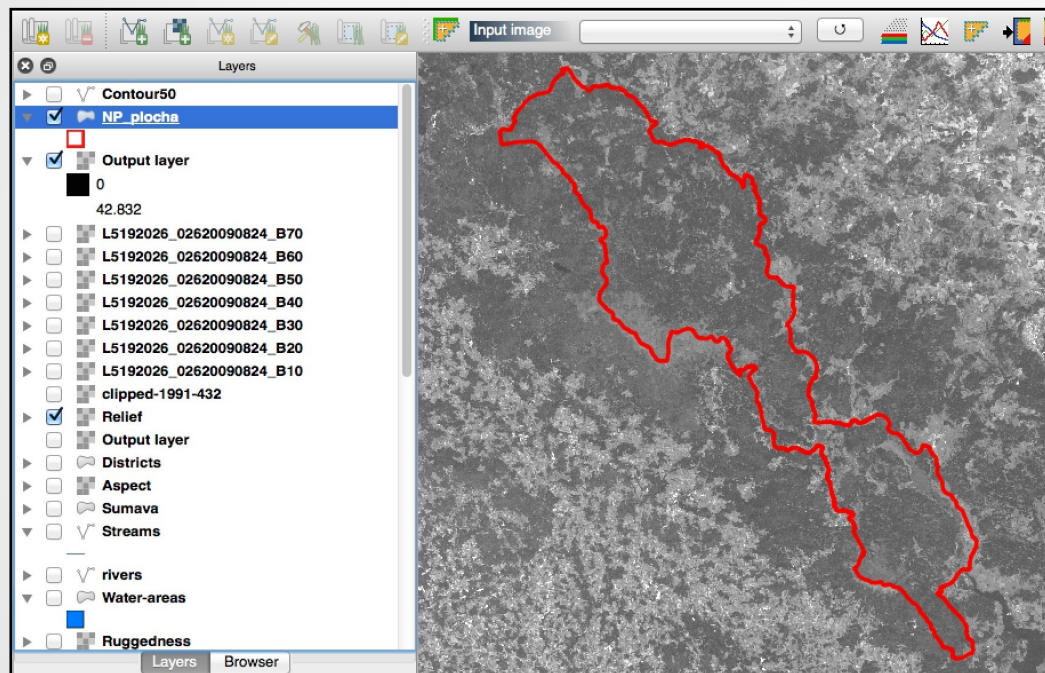 Input image
Layers
Contour50
NP_plocha
Output layer
0
42.832
L5192026_02620090824_B70
L5192026_02620090824_B60
L5192026_02620090824_B50
L5192026_02620090824_B40
L5192026_02620090824_B30
L5192026_02620090824_B20
L5192026_02620090824_B10
clipped-1991-432
Relief
Output layer
Districts
Aspect
Sumava
Streams
rivers
Water-areas
Ruggedness
Layers Browser